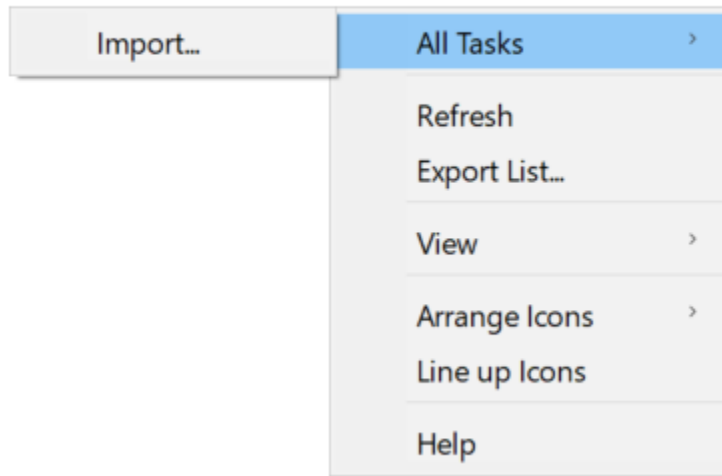 Import...
All Tasks
Refresh
Export List...
View
Arrange Icons
Line up Icons
Help